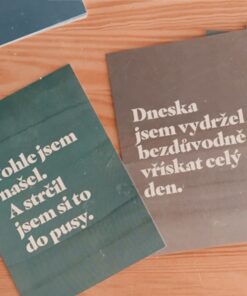 ohle jsem
našel.
A strčil
jsem si to
do pusy.
Dneska
jsem vydržel
bezdůvodně
vřískat celý
den.